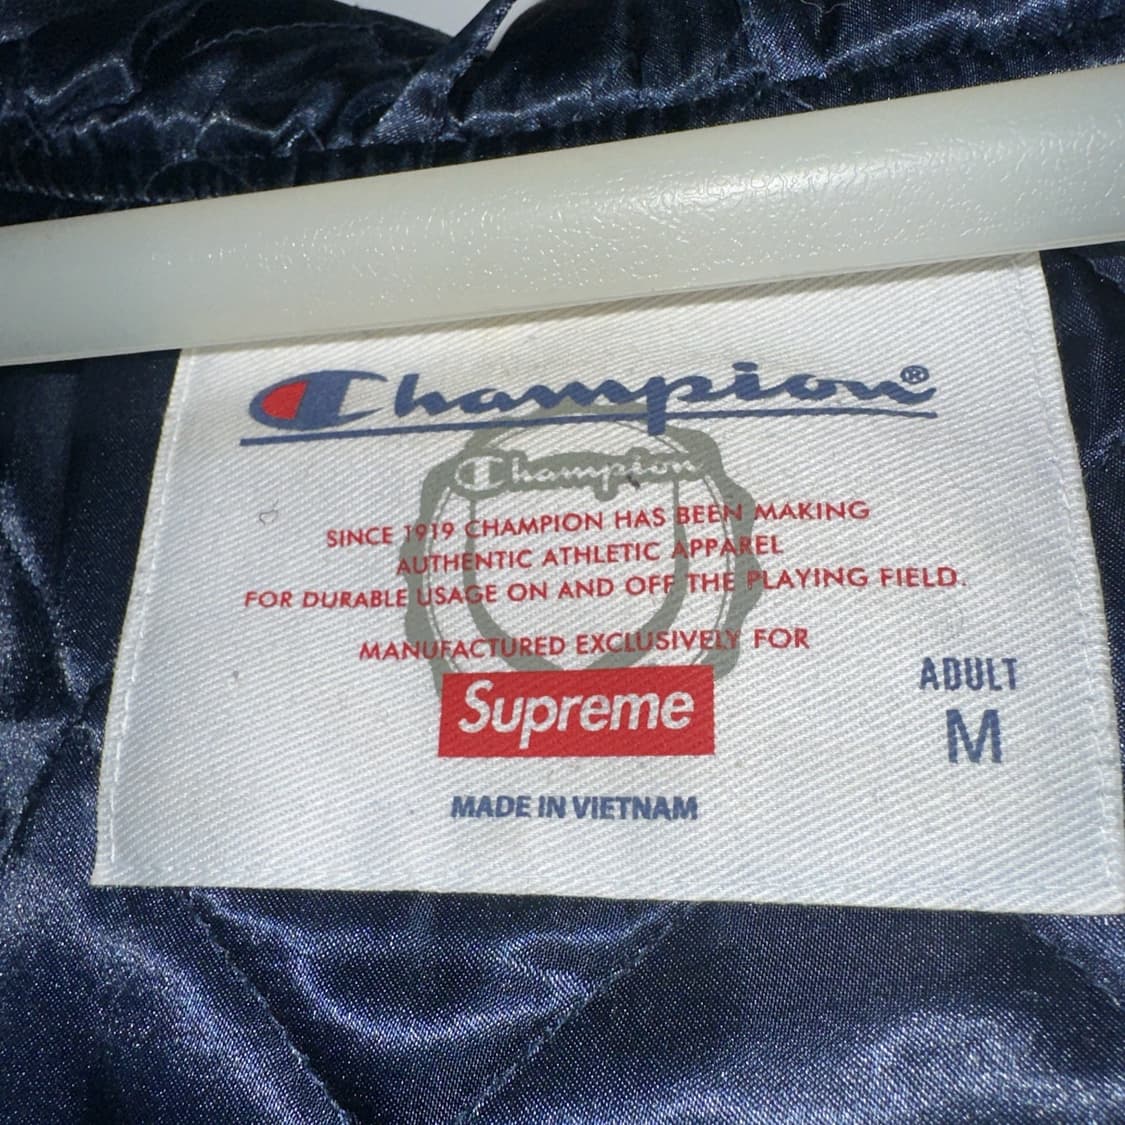 Champion®
Champion
SINCE 1919 CHAMPION HAS BEEN MAKING
AUTHENTIC ATHLETIC APPAREL
FOR DURABLE USAGE ON AND OFF THE PLAYING FIELD.
MANUFACTURED EXCLUSIVELY FOR
Supreme
ADULT
M
MADE IN VIETNAM